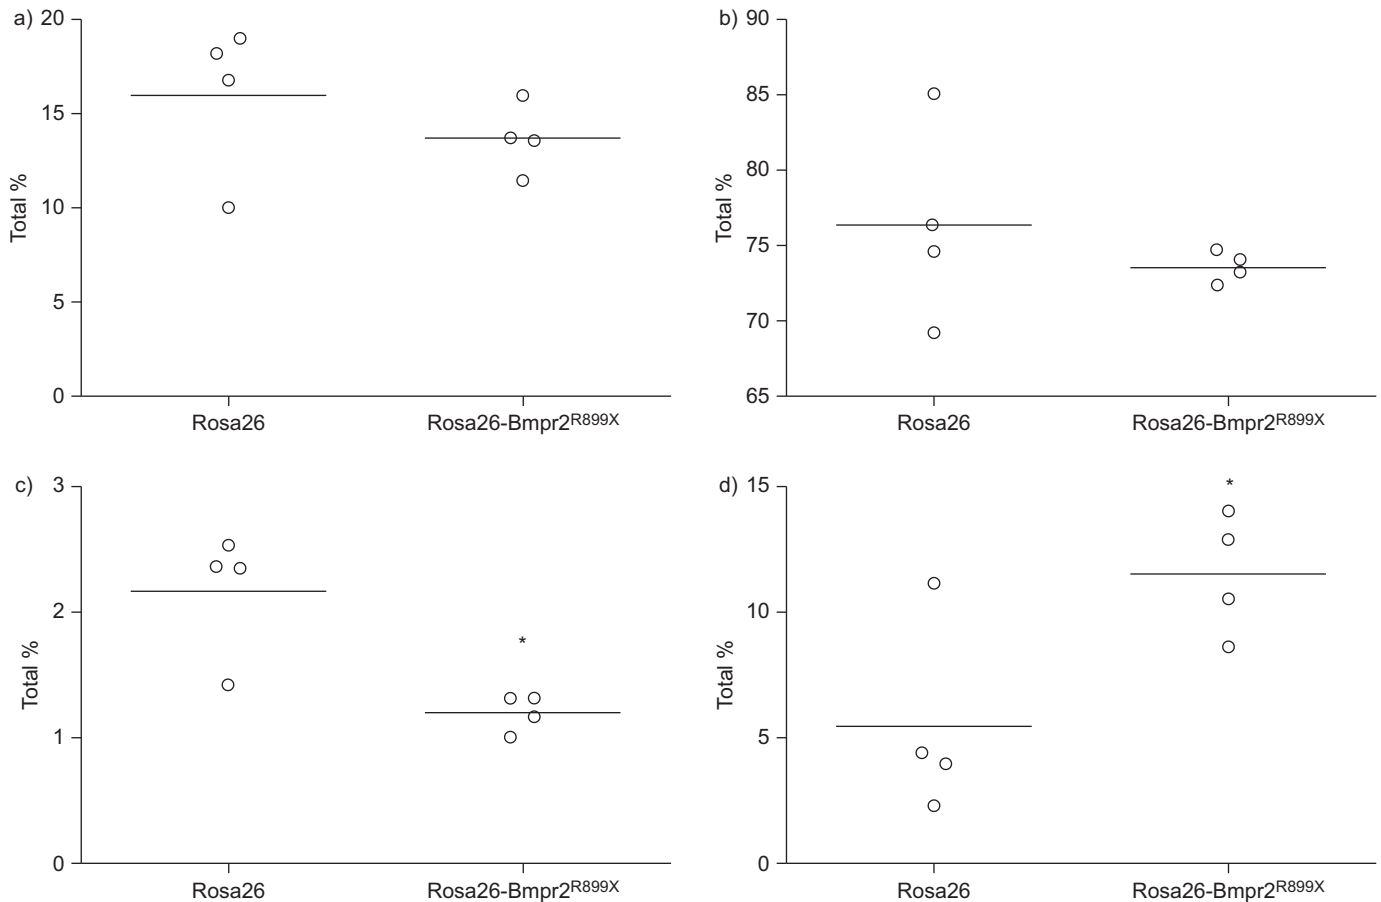 a) 20
15
10
5
0
Total %
Rosa26
Rosa26-Bmpr2R899X
b) 90
85
80
75
70
65
Total %
Rosa26
Rosa26-Bmpr2R899X
c) 3
2
1
0
Total %
*
Rosa26
Rosa26-Bmpr2R899X
d) 15
10
5
0
Total %
*
Rosa26
Rosa26-Bmpr2R899X